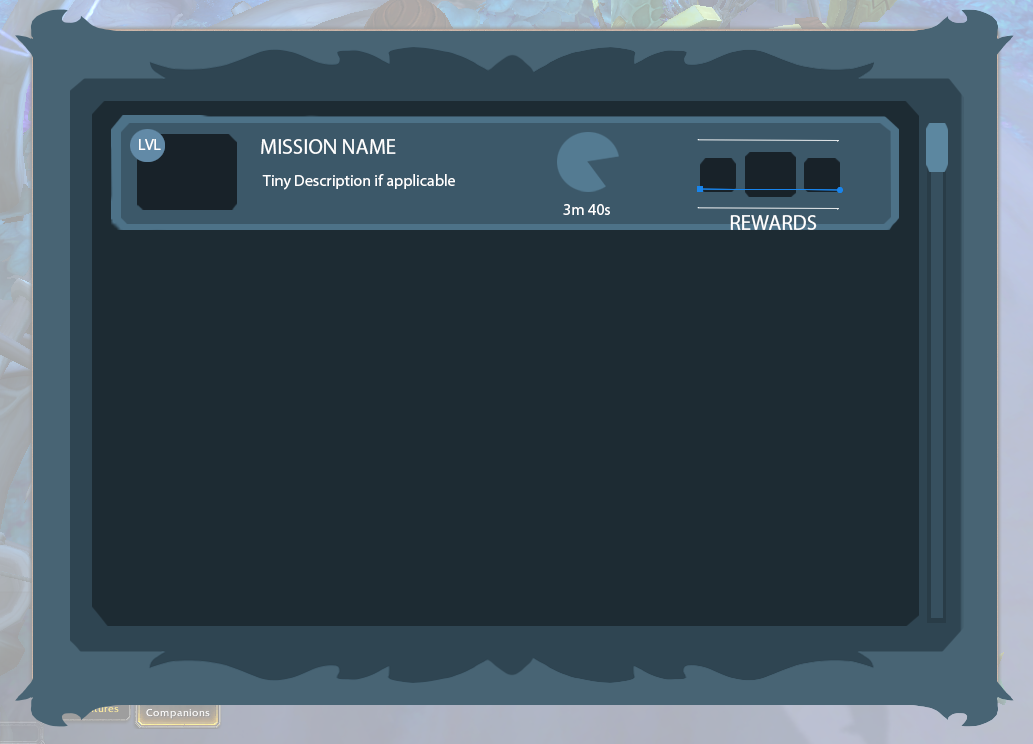 LVL
MISSION NAME
Tiny Description if applicable
3m 40s
REWARDS
Companions